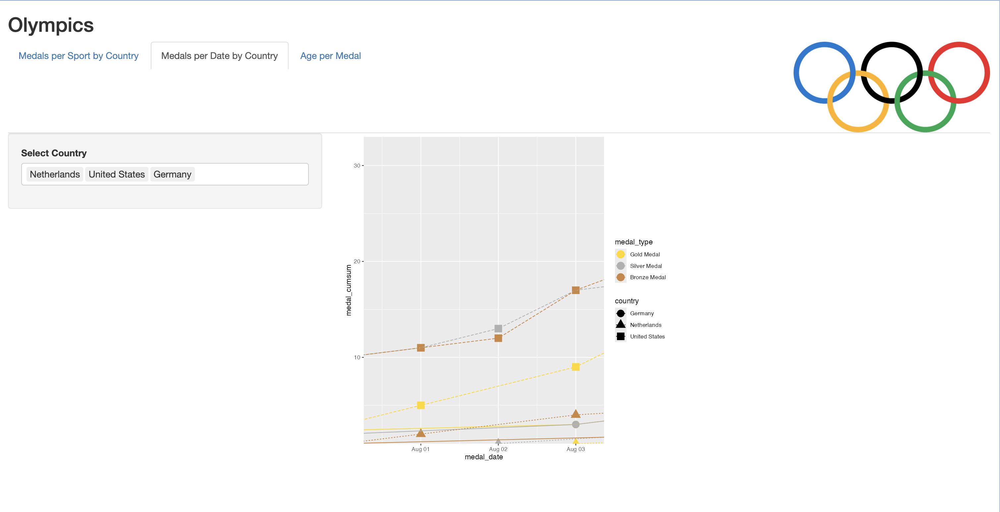 Olympics
Medals per Sport by Country
Medals per Date by Country
Age per Medal
Select Country
Netherlands United States Germany
30
20
10
medal_cumsum
Aug 01 Aug 02 Aug 03
medal_date
medal_type
Gold Medal
Silver Medal
Bronze Medal
country
Germany
Netherlands
United States